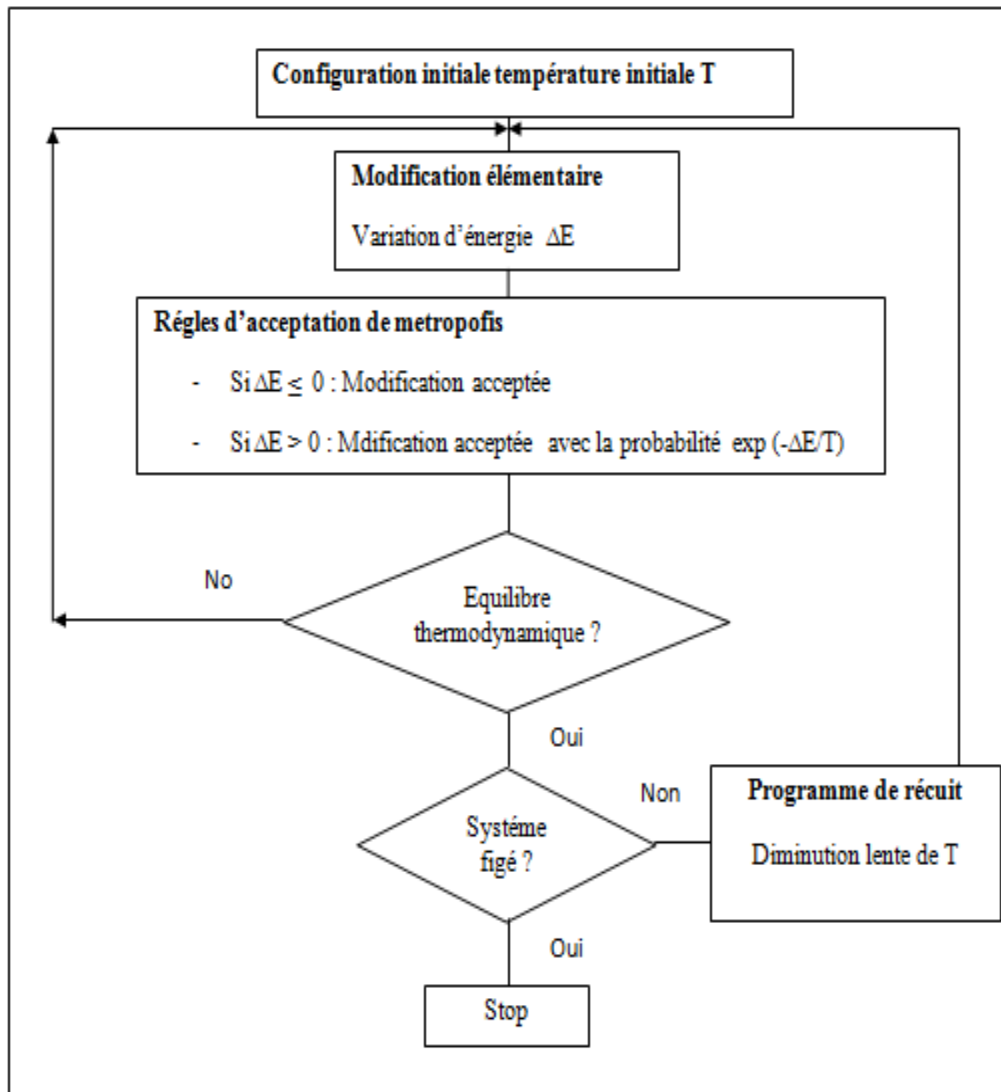 Configuration initiale température initiale T
Modification élémentaire
Variation d'énergie ΔE
Régles d'acceptation de metropofis
- Si ΔE ≤ 0 : Modification acceptée
- Si ΔE > 0 : Mdification acceptée avec la probabilité exp (-ΔE/T)
No
Equilibre
thermodynamique ?
Oui
Non
Systéme
figé ?
Programme de récuit
Diminution lente de T
Oui
Stop